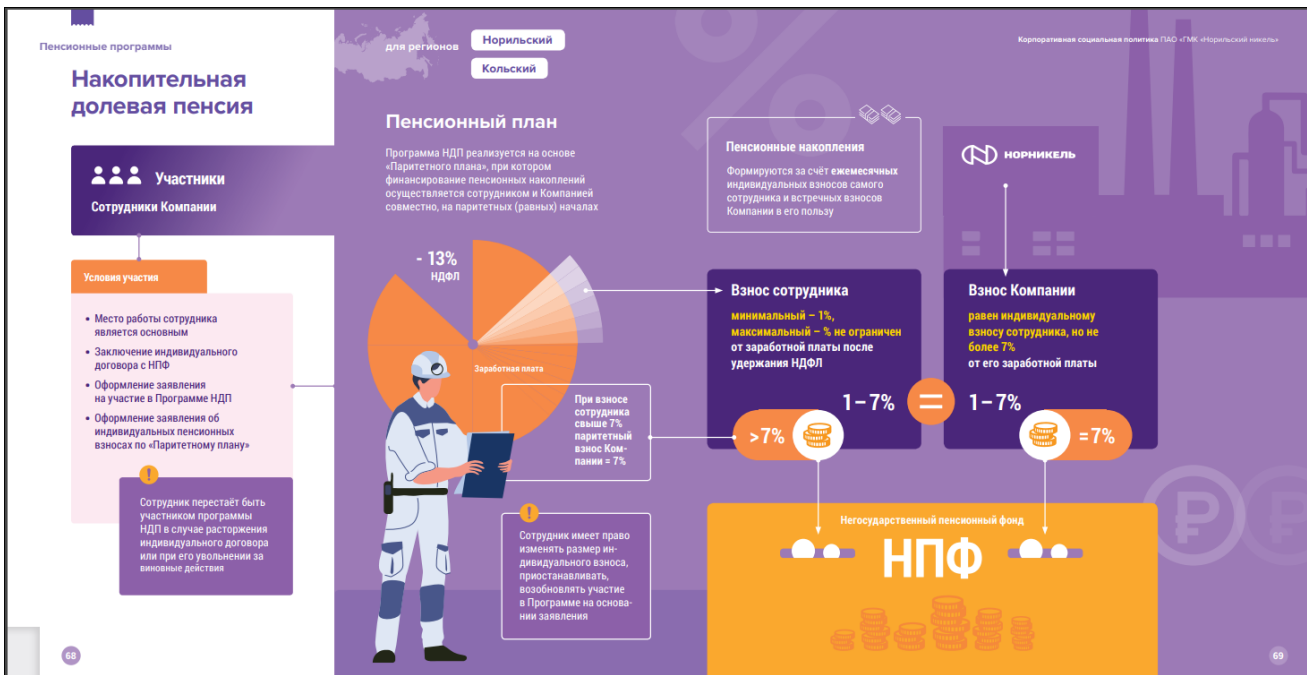 Пенсионные программы
Накопительная
долевая пенсия
Участники
Сотрудники Компании
Условия участия
• Место работы сотрудника
является основным
• Заключение индивидуального
договора с НПФ
• Оформление заявления
на участие в Программе НДП
• Оформление заявления об
индивидуальных пенсионных
взносах по «Паритетному плану»
!
Сотрудник перестаёт быть
участником программы
НДП в случае расторжения
индивидуального договора
или при его увольнении за
виновные действия
68
для регионов
Норильский
Кольский
Корпоративная социальная политика ПАО «ГМК «Норильский никель»
Пенсионный план
Программа НДП реализуется на основе
«Паритетного плана», при котором
финансирование пенсионных накоплений
осуществляется сотрудником и Компанией
совместно, на паритетных (равных) началах
- 13%
НДФЛ
Заработная плата
При взносе
сотрудника
свыше 7%
паритетный
взнос Ком-
пании = 7%
!
Сотрудник имеет право
изменять размер ин-
дивидуального взноса,
приостанавливать,
возобновлять участие
в Программе на основа-
нии заявления
Пенсионные накопления
Формируются за счёт ежемесячных
индивидуальных взносов самого
сотрудника и встречных взносов
Компании в его пользу
НОРНИКЕЛЬ
Взнос сотрудника
минимальный – 1%,
максимальный – % не ограничен
от заработной платы после
удержания НДФЛ
1–7%
>7%
=
Взнос Компании
равен индивидуальному
взносу сотрудника, но не
более 7%
от его заработной платы
1–7%
=7%
Негосударственный пенсионный фонд
НПФ
69